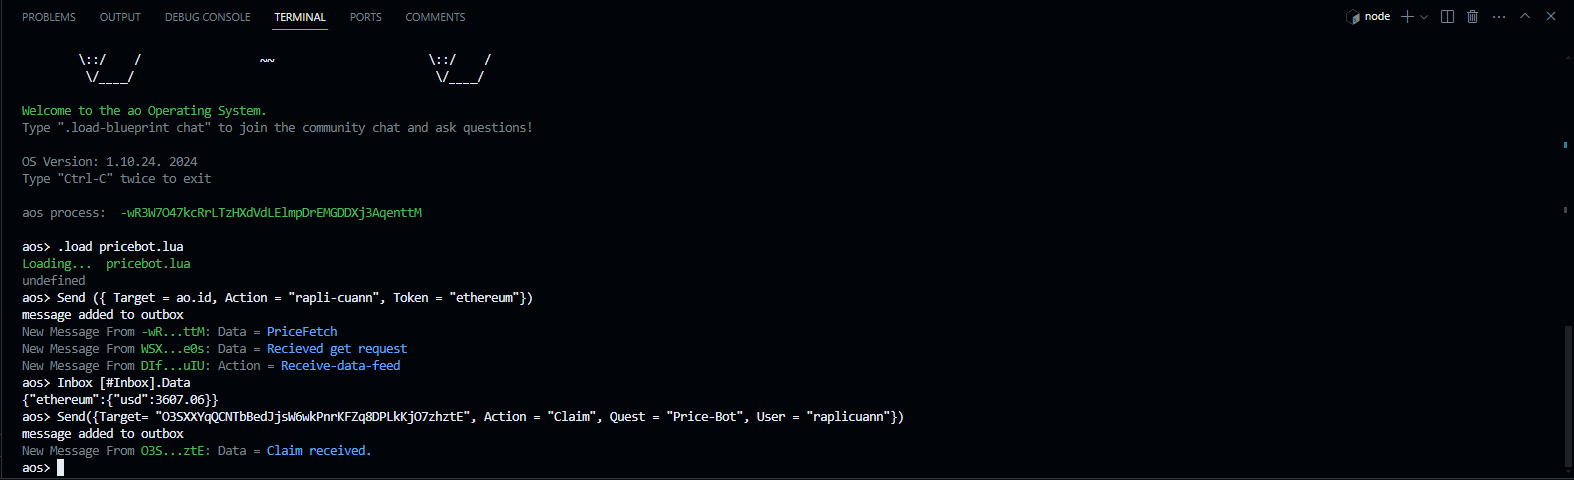 PROBLEMS OUTPUT DEBUG CONSOLE TERMINAL PORTS COMMENTS node
\::/    /                 ~~                      \::/    /
\/____/                                           \/____/
Welcome to the ao Operating System.
Type ".load-blueprint chat" to join the community chat and ask questions!
OS Version: 1.10.24. 2024
Type "Ctrl-C" twice to exit
aos process:  -wR3W7O47kcRrLTzHXdVdLElmpDrEMGDDXj3AqenttM
aos> .load pricebot.lua
Loading...  pricebot.lua
undefined
aos> Send ({ Target = ao.id, Action = "rapli-cuann", Token = "ethereum"})
message added to outbox
New Message From -wR...ttM: Data = PriceFetch
New Message From WSX...e0s: Data = Recieved get request
New Message From DIf...uIU: Action = Receive-data-feed
aos> Inbox [#Inbox].Data
{"ethereum":{"usd":3607.06}}
aos> Send({Target= "O3SXXYqQCNTbBedJjsW6wkPnrKFZq8DPLkKjO7zhztE", Action = "Claim", Quest = "Price-Bot", User = "raplicuann"})
message added to outbox
New Message From O3S...ztE: Data = Claim received.
aos>